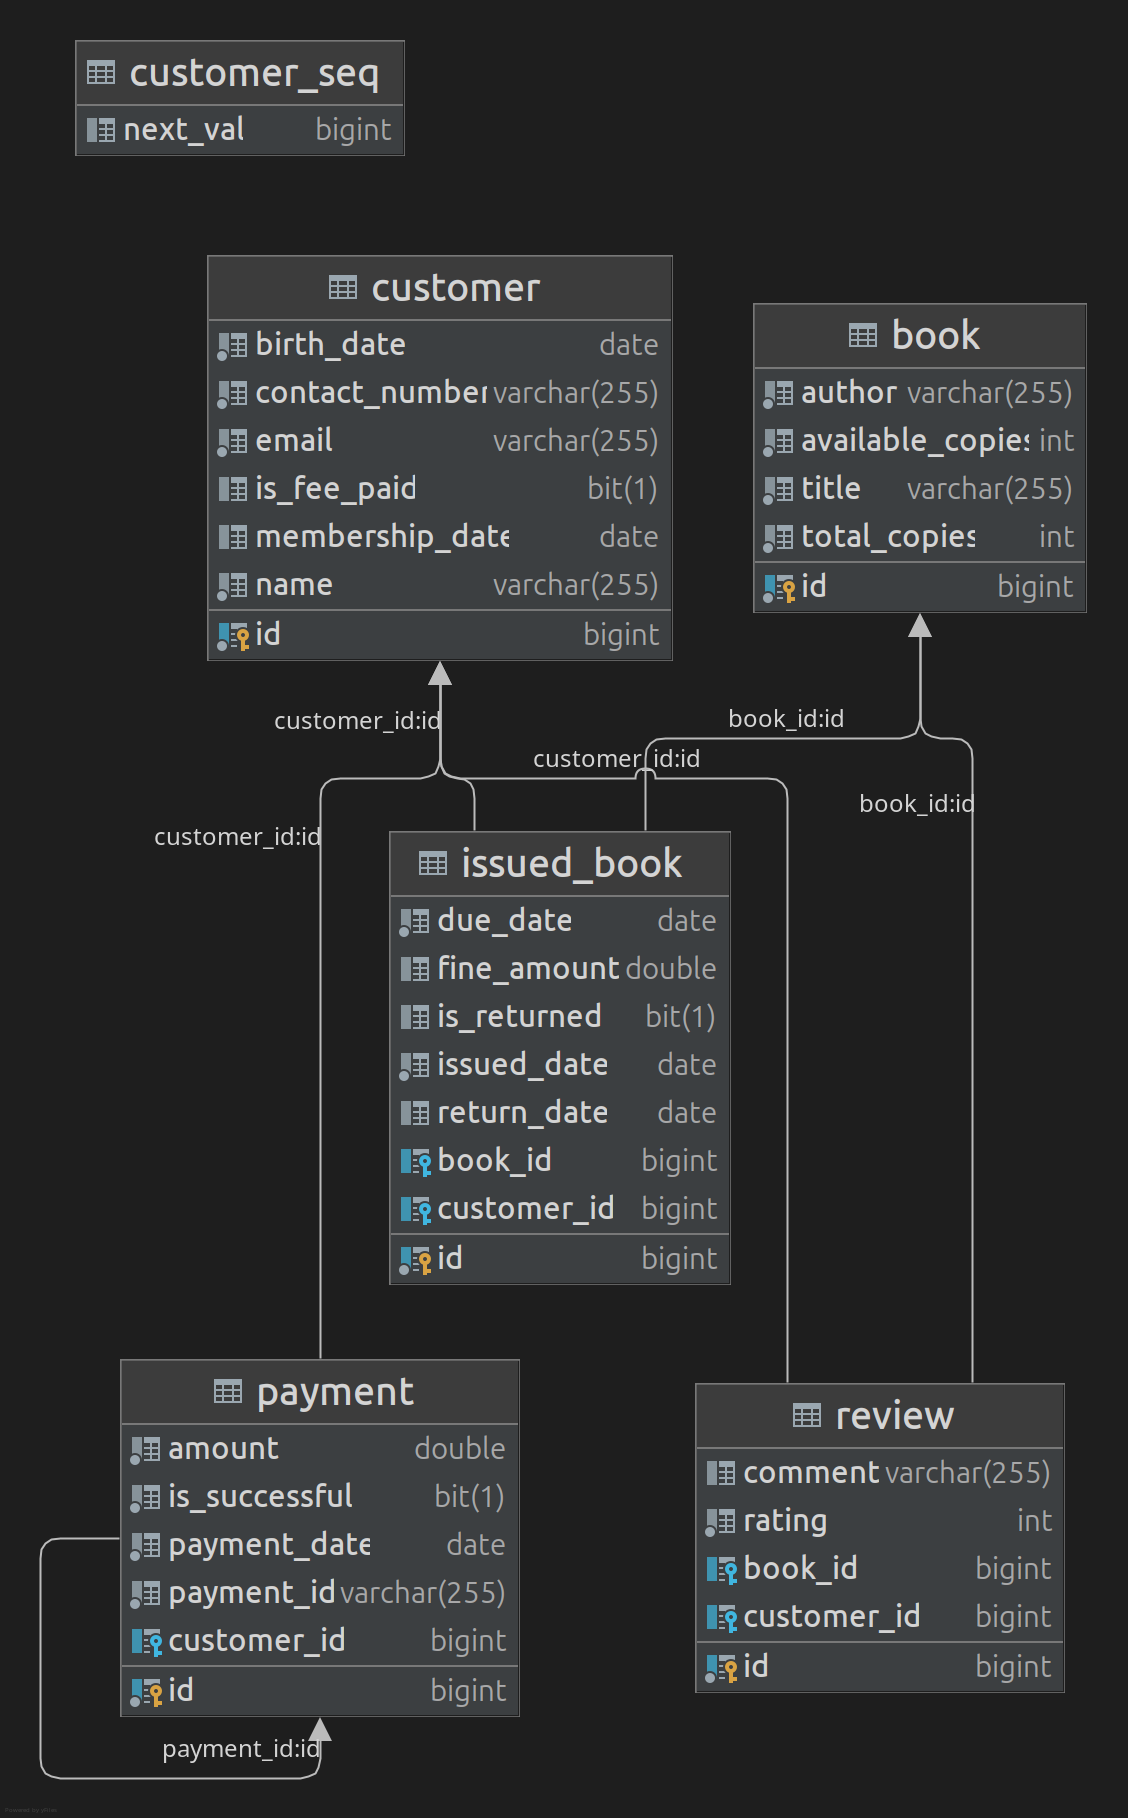 customer_seq
next_val bigint
customer
birth_date date
contact_number varchar(255)
email varchar(255)
is_fee_paid bit(1)
membership_date date
name varchar(255)
id bigint
book
author varchar(255)
available_copies int
title varchar(255)
total_copies int
id bigint
customer_id:id
book_id:id
customer_id:id
book_id:id
customer_id:id
issued_book
due_date date
fine_amount double
is_returned bit(1)
issued_date date
return_date date
book_id bigint
customer_id bigint
id bigint
payment
amount double
is_successful bit(1)
payment_date date
payment_id varchar(255)
customer_id bigint
id bigint
payment_id:id
review
comment varchar(255)
rating int
book_id bigint
customer_id bigint
id bigint
Powered by yFiles